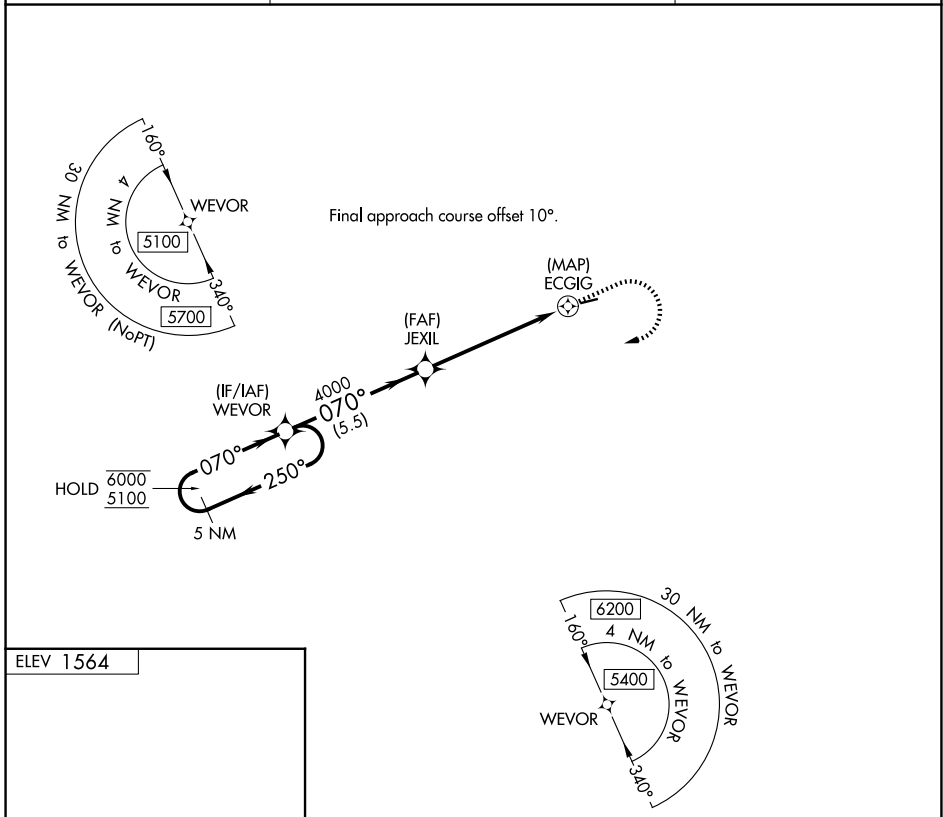 160°
30 NM to WEVOR (NoPT)
4 NM to WEVOR
WEVOR
5100
340°
5700
Final approach course offset 10°.
(MAP)
ECGIG
(FAF)
JEXIL
(IF/IAF)
WEVOR
4000
070°
(5.5)
070°
250°
HOLD 6000
5100
5 NM
6200
30 NM to WEVOR
160°
4 NM to WEVOR
5400
WEVOR
340°
ELEV 1564